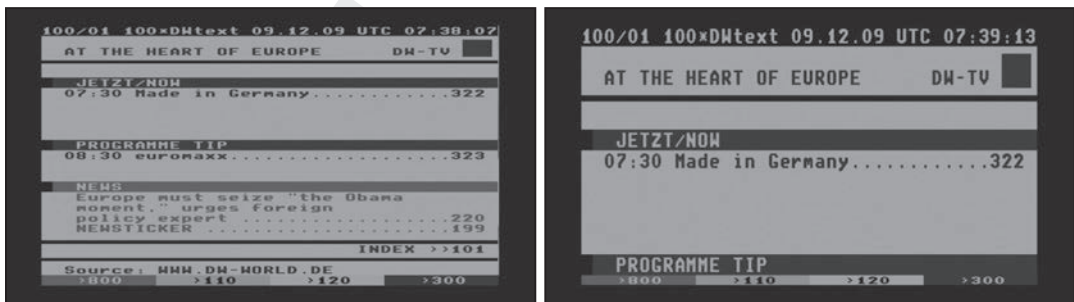 100/01 100×DWtext 09.12.09 UTC 07:38:07
AT THE HEART OF EUROPE DW-TV
JETZT/NOW
07:30 Made in Germany............322
PROGRAMME TIP
08:30 euromaxx...................323
NEWS
Europe must seize "the Obama
moment," urges foreign
policy expert ..................220
NEWSTICKER .....................199
INDEX >>101
Source: WWW.DW-WORLD.DE
>800 >110 >120 >300
100/01 100×DWtext 09.12.09 UTC 07:39:13
AT THE HEART OF EUROPE DW-TV
JETZT/NOW
07:30 Made in Germany............322
PROGRAMME TIP
>800 >110 >120 >300